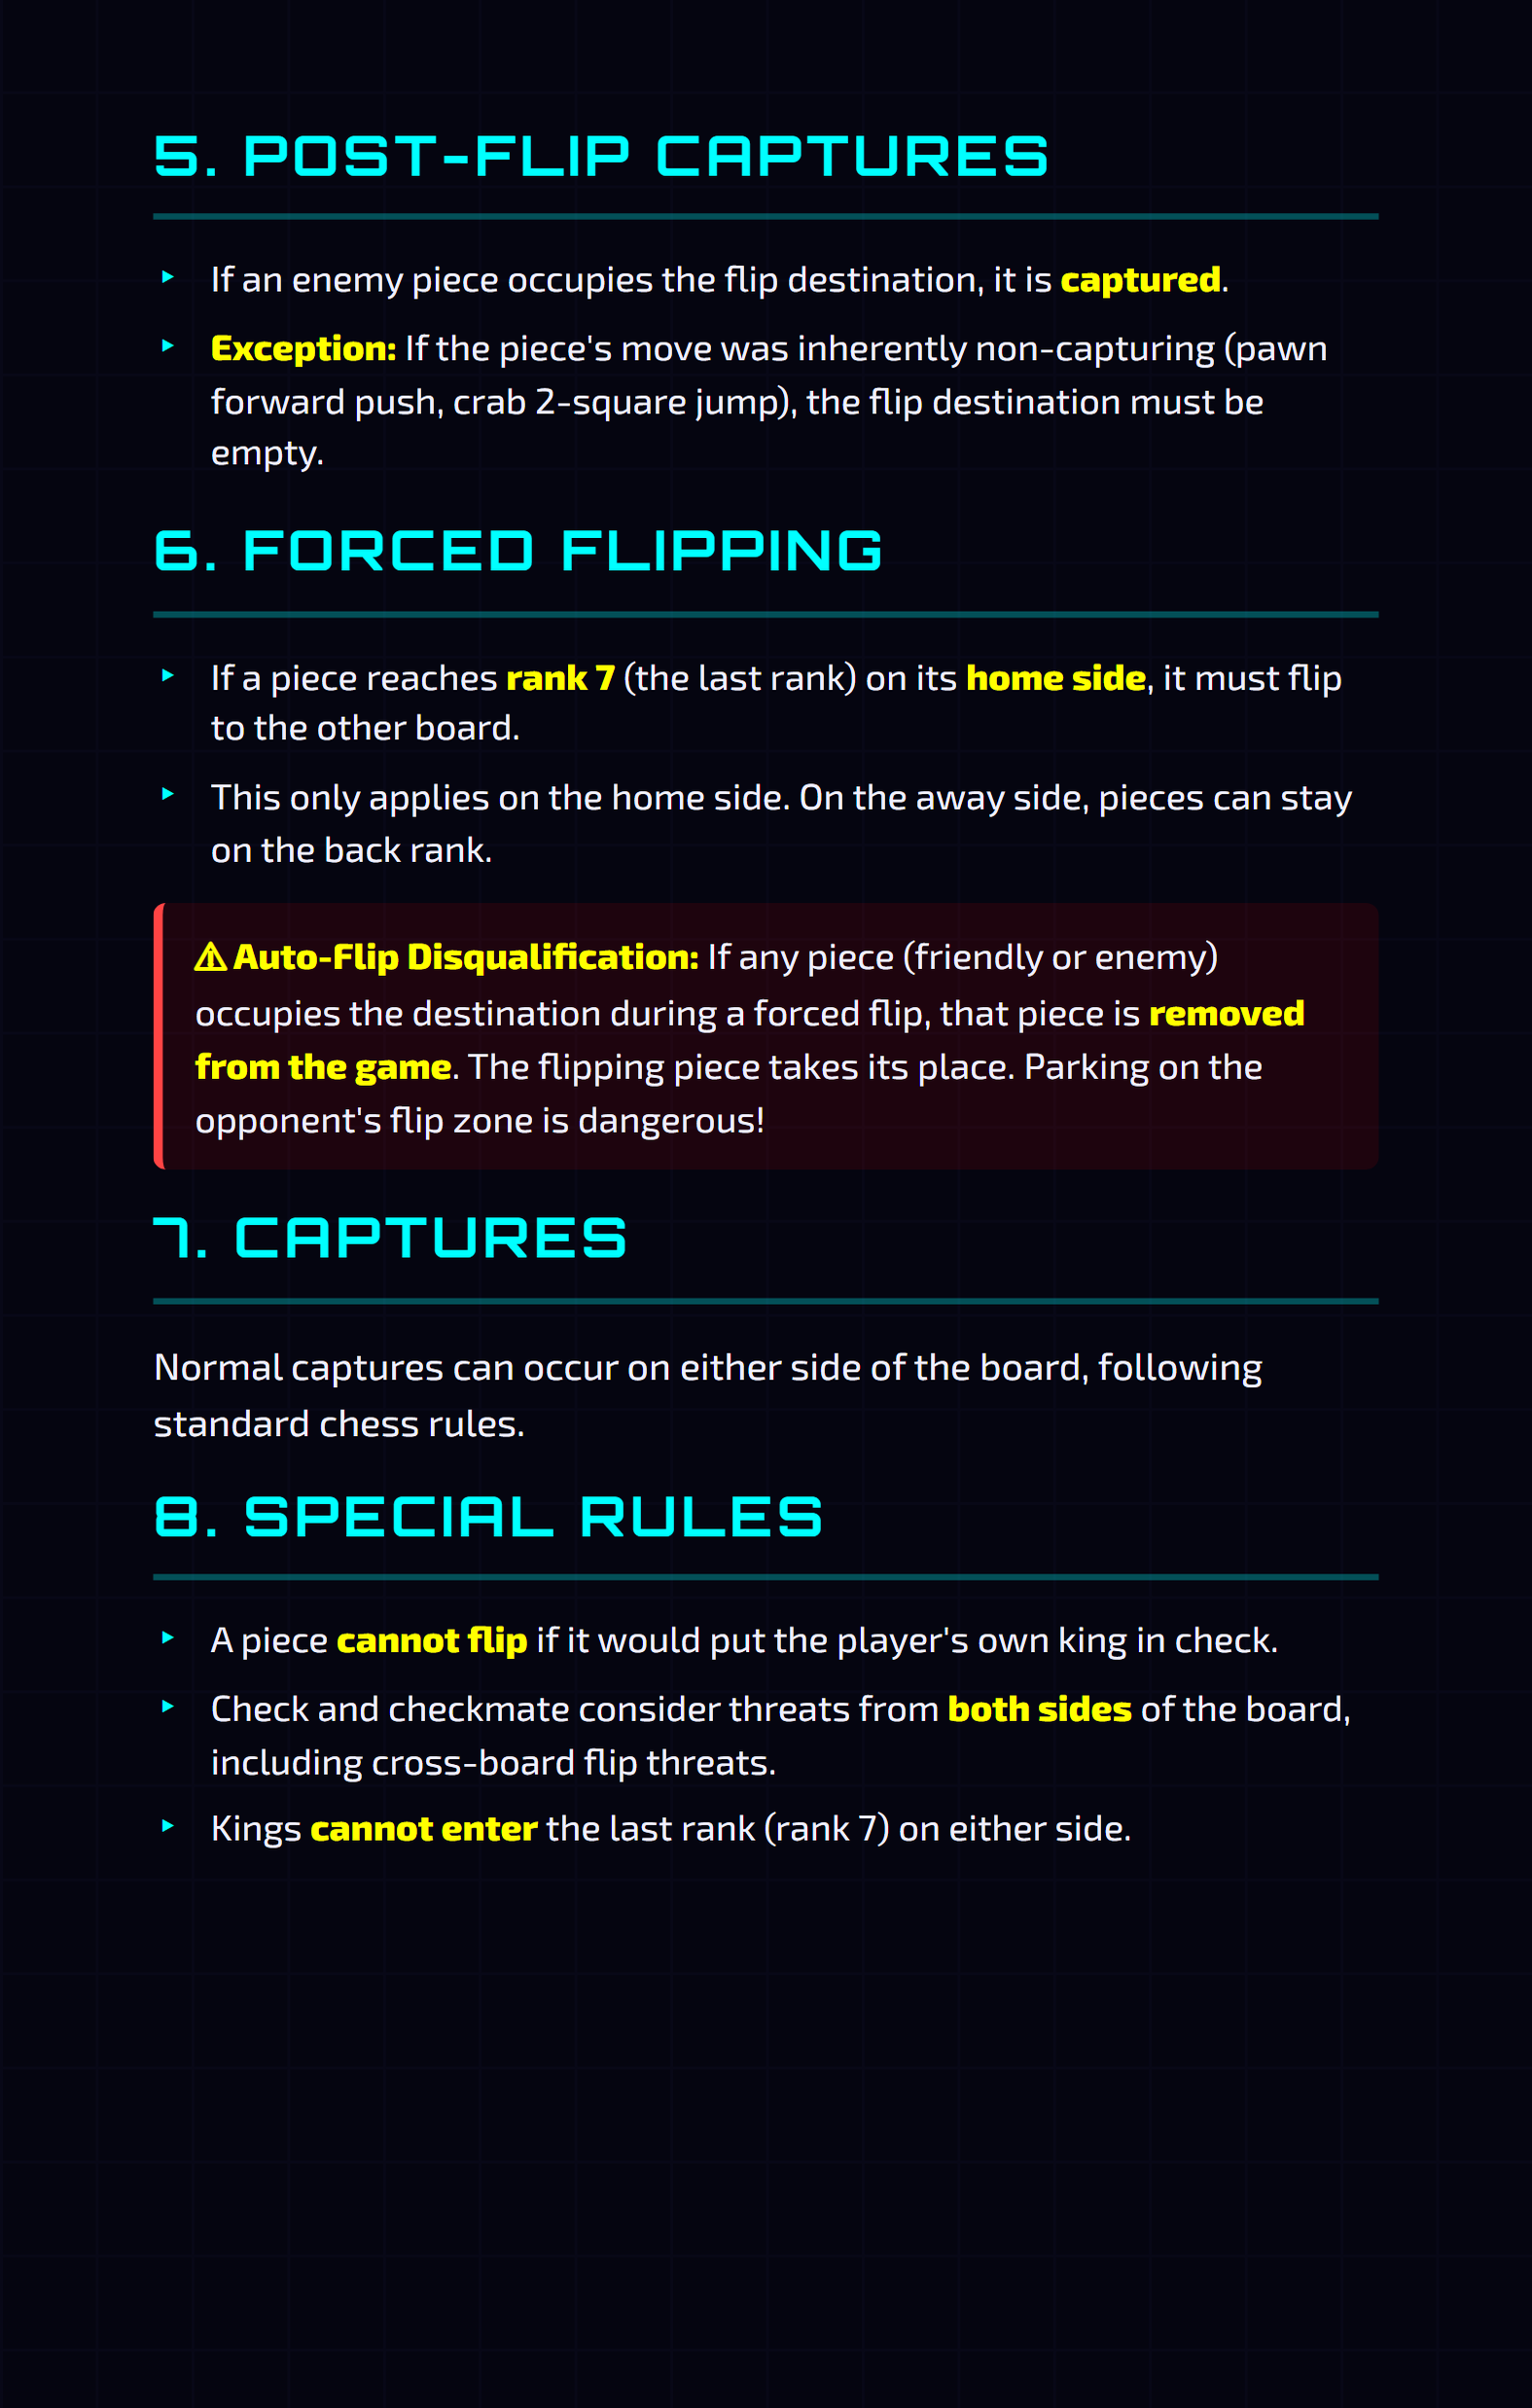 5. POST-FLIP CAPTURES
‣ If an enemy piece occupies the flip destination, it is captured.
‣ Exception: If the piece's move was inherently non-capturing (pawn
forward push, crab 2-square jump), the flip destination must be
empty.
6. FORCED FLIPPING
‣ If a piece reaches rank 7 (the last rank) on its home side, it must flip
to the other board.
‣ This only applies on the home side. On the away side, pieces can stay
on the back rank.
⚠ Auto-Flip Disqualification: If any piece (friendly or enemy)
occupies the destination during a forced flip, that piece is removed
from the game. The flipping piece takes its place. Parking on the
opponent's flip zone is dangerous!
7. CAPTURES
Normal captures can occur on either side of the board, following
standard chess rules.
8. SPECIAL RULES
‣ A piece cannot flip if it would put the player's own king in check.
‣ Check and checkmate consider threats from both sides of the board,
including cross-board flip threats.
‣ Kings cannot enter the last rank (rank 7) on either side.